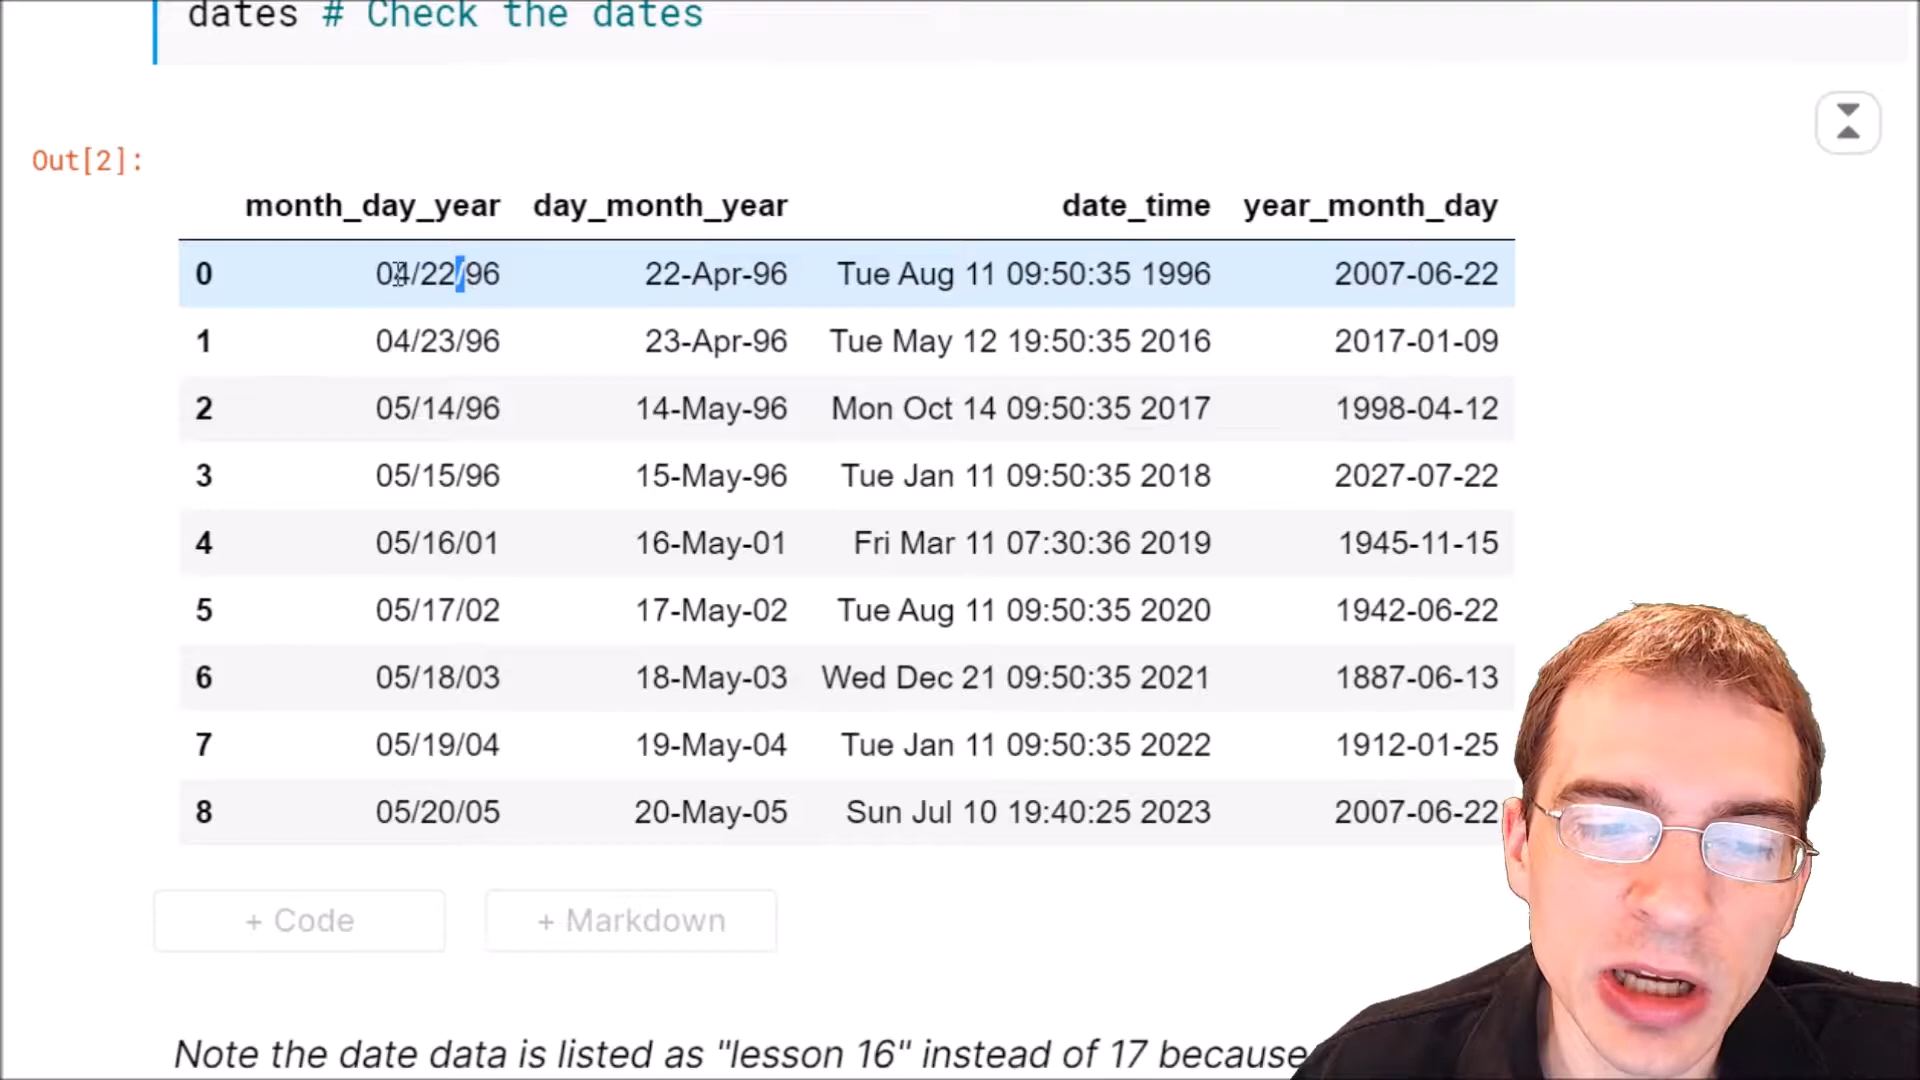 dates # Check the dates
Out[2]:
month_day_year day_month_year date_time year_month_day
0 04/22/96 22-Apr-96 Tue Aug 11 09:50:35 1996 2007-06-22
1 04/23/96 23-Apr-96 Tue May 12 19:50:35 2016 2017-01-09
2 05/14/96 14-May-96 Mon Oct 14 09:50:35 2017 1998-04-12
3 05/15/96 15-May-96 Tue Jan 11 09:50:35 2018 2027-07-22
4 05/16/01 16-May-01 Fri Mar 11 07:30:36 2019 1945-11-15
5 05/17/02 17-May-02 Tue Aug 11 09:50:35 2020 1942-06-22
6 05/18/03 18-May-03 Wed Dec 21 09:50:35 2021 1887-06-13
7 05/19/04 19-May-04 Tue Jan 11 09:50:35 2022 1912-01-25
8 05/20/05 20-May-05 Sun Jul 10 19:40:25 2023 2007-06-22
+ Code + Markdown
Note the date data is listed as "lesson 16" instead of 17 because